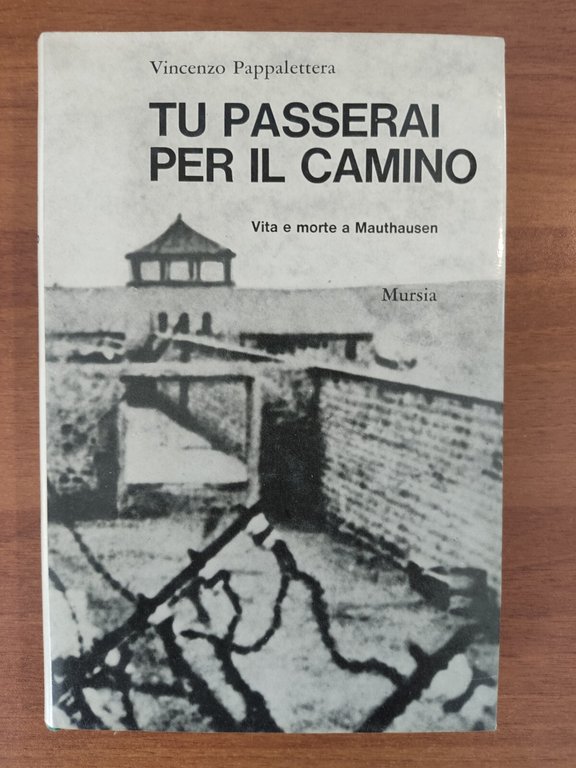 Vincenzo Pappalettera
TU PASSERAI
PER IL CAMINO
Vita e morte a Mauthausen
Mursia